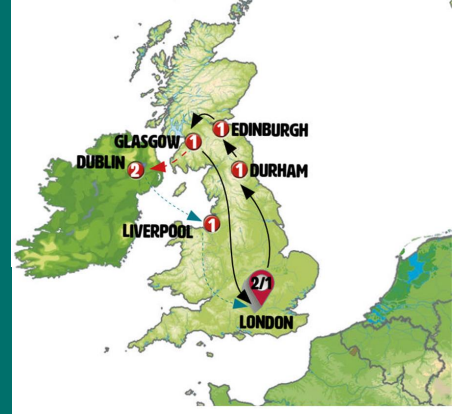 1 EDINBURGH
GLASGOW 1
DUBLIN 2
1 DURHAM
LIVERPOOL 1
2/1
LONDON